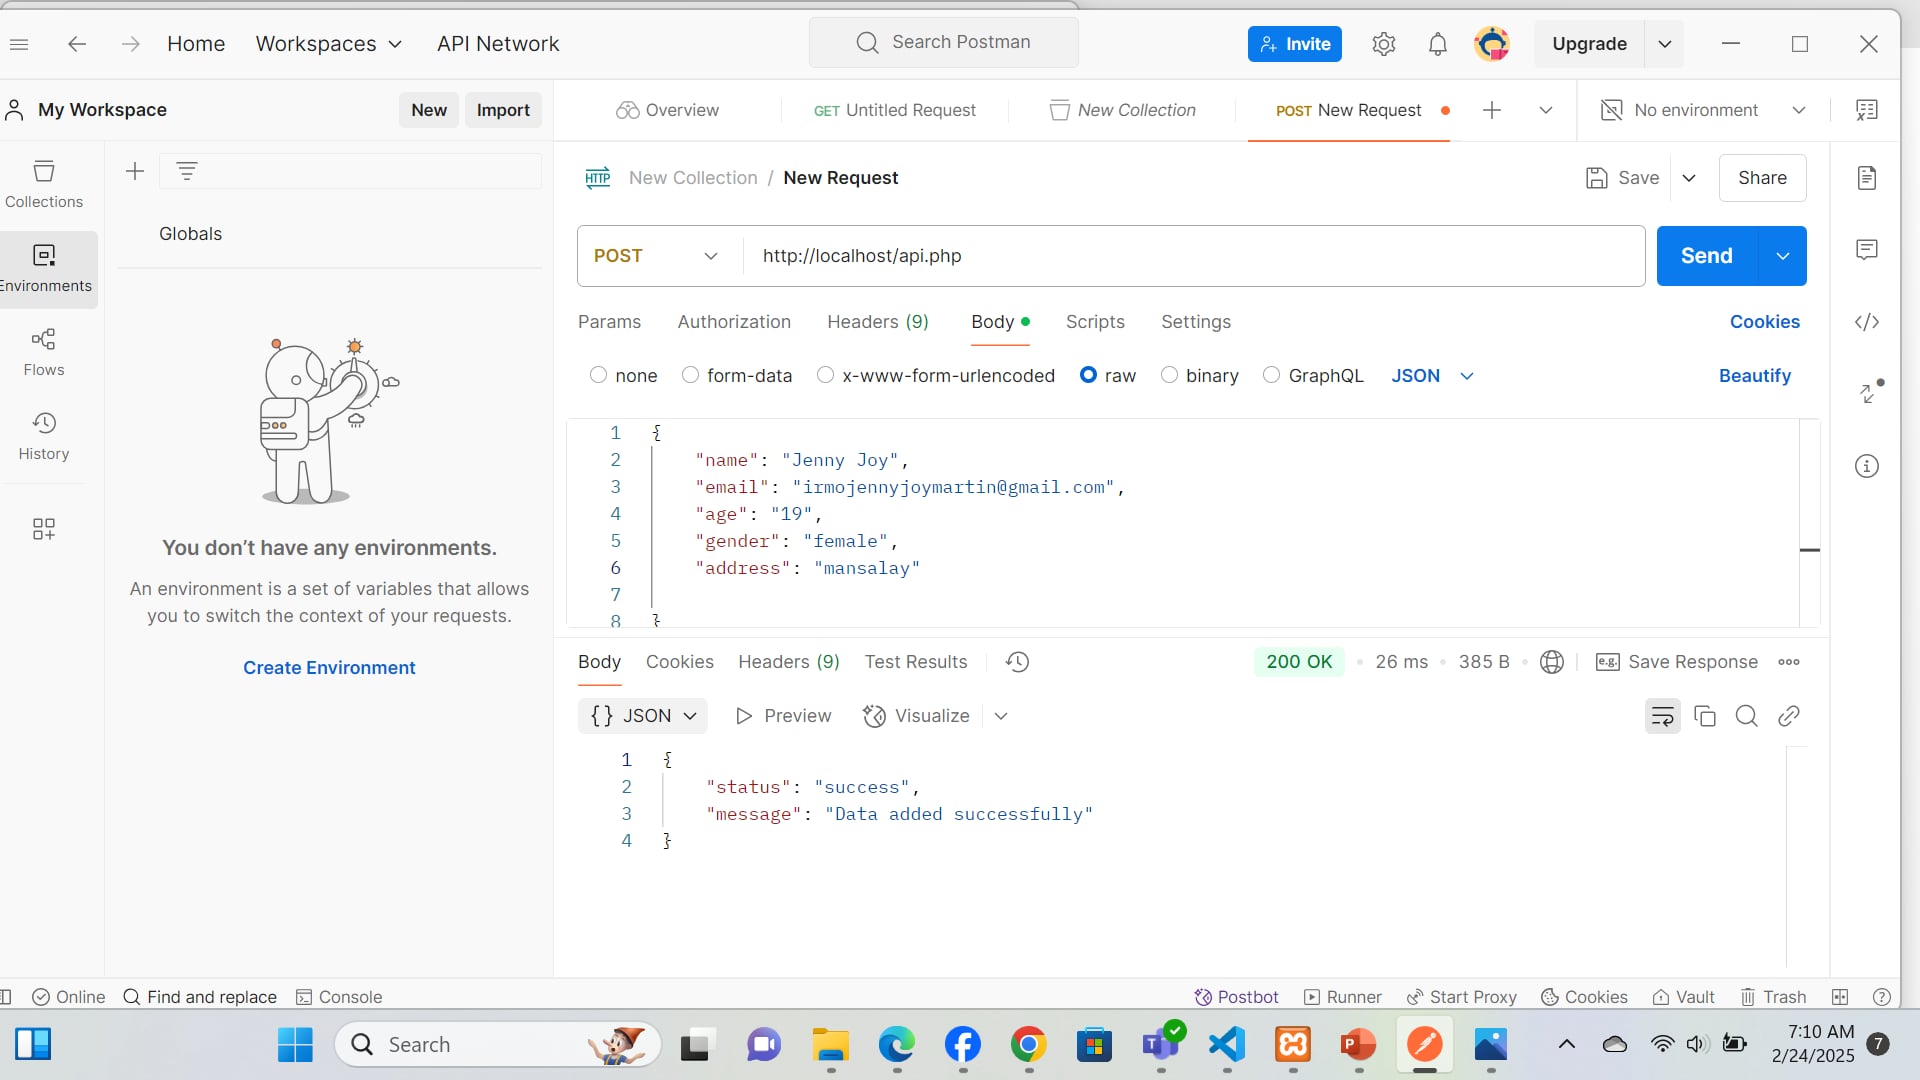 Home Workspaces API Network Search Postman Invite Upgrade
My Workspace New Import Overview GET Untitled Request New Collection POST New Request No environment
HTTP New Collection / New Request Save Share
Collections
Globals
Environments
POST http://localhost/api.php Send
Params Authorization Headers (9) Body Scripts Settings Cookies
Flows
none form-data x-www-form-urlencoded raw binary GraphQL JSON Beautify
History
1 {
2 "name": "Jenny Joy",
3 "email": "irmojennyjoymartin@gmail.com",
4 "age": "19",
5 "gender": "female",
6 "address": "mansalay"
7
8 }
You don't have any environments.
An environment is a set of variables that allows
you to switch the context of your requests.
Create Environment
Body Cookies Headers (9) Test Results 200 OK • 26 ms • 385 B • e.g. Save Response
{} JSON Preview Visualize
1 {
2 "status": "success",
3 "message": "Data added successfully"
4 }
Online Find and replace Console Postbot Runner Start Proxy Cookies Vault Trash
Search
7:10 AM
2/24/2025 7